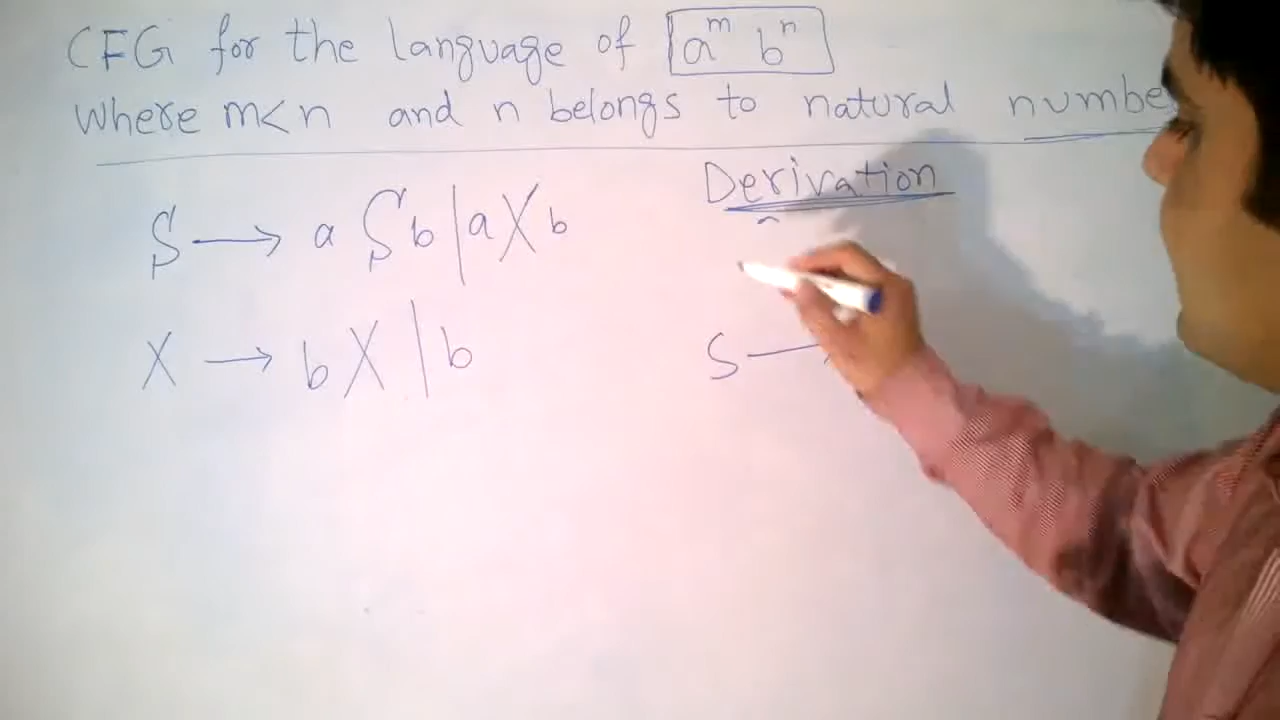 CFG for the language of a^m b^n
where m<n and n belongs to natural numbe
Derivation
S → a S b | a X b
X → b X | b
S →